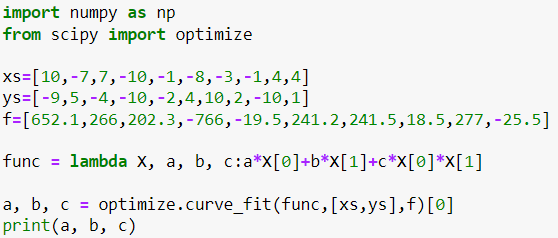 import numpy as np
from scipy import optimize
xs=[10,-7,7,-10,-1,-8,-3,-1,4,4]
ys=[-9,5,-4,-10,-2,4,10,2,-10,1]
f=[652.1,266,202.3,-766,-19.5,241.2,241.5,18.5,277,-25.5]
func = lambda X, a, b, c:a*X[0]+b*X[1]+c*X[0]*X[1]
a, b, c = optimize.curve_fit(func,[xs,ys],f)[0]
print(a, b, c)